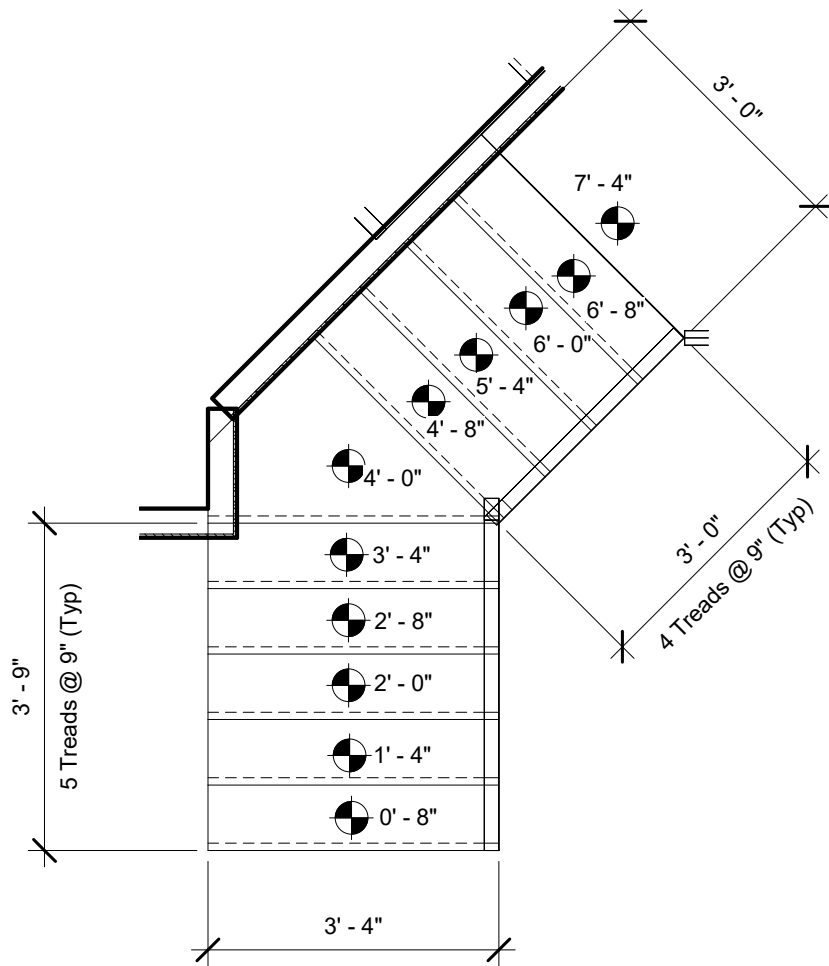 3' - 0"
7' - 4"
6' - 8"
6' - 0"
5' - 4"
4' - 8"
4' - 0"
3' - 0"
4 Treads @ 9" (Typ)
3' - 4"
2' - 8"
2' - 0"
1' - 4"
0' - 8"
3' - 9"
5 Treads @ 9" (Typ)
3' - 4"